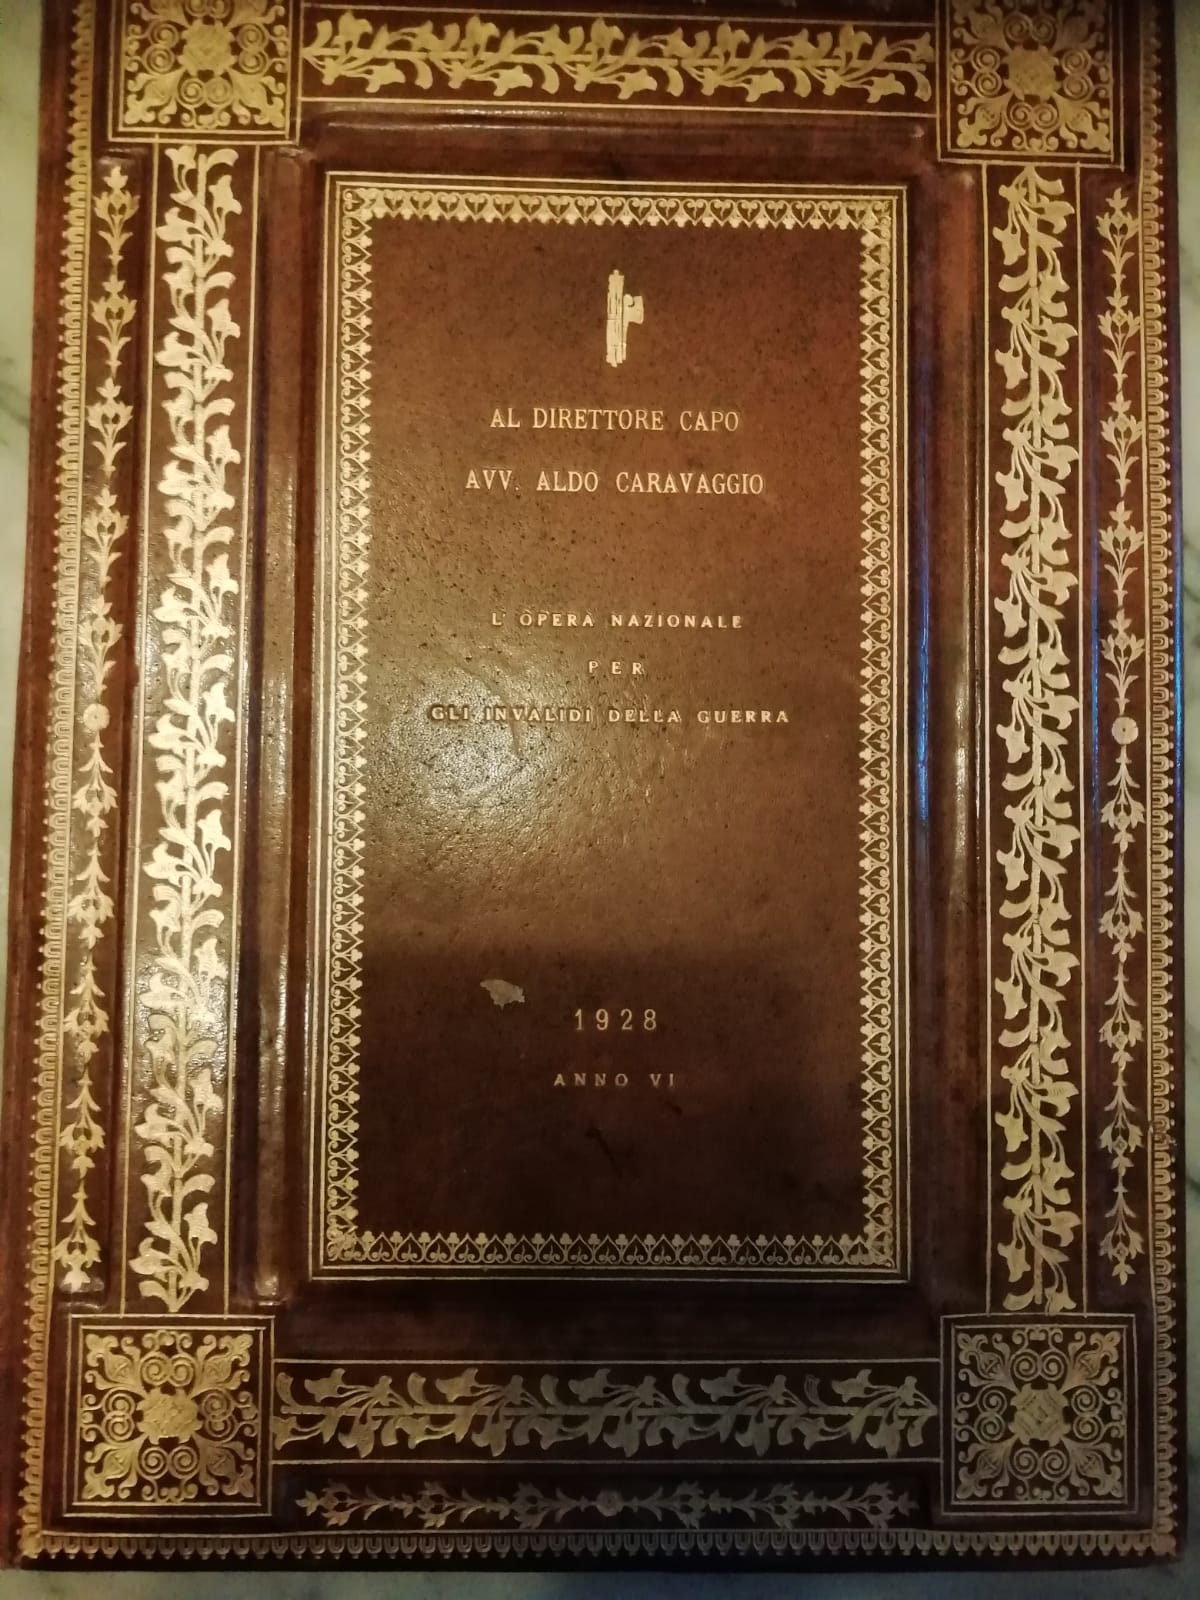 AL DIRETTORE CAPO
AVV. ALDO CARAVAGGIO
L'OPERA NAZIONALE
PER
GLI INVALIDI DELLA GUERRA
1928
ANNO VI